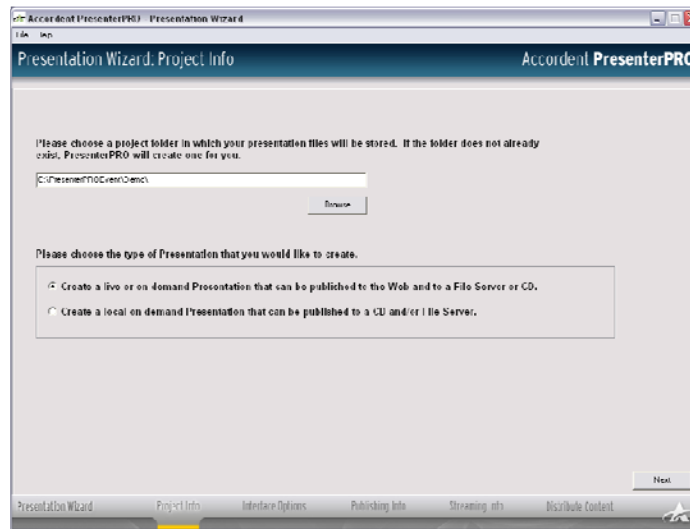 Accordent PresenterPRO - Presentation Wizard
File Help
Presentation Wizard: Project Info
Accordent PresenterPRO
Please choose a project folder in which your presentation files will be stored. If the folder does not already
exist, PresenterPRO will create one for you.
C:\PresenterPROEvent\Demo\
Browse
Please choose the type of Presentation that you would like to create.
Create a live or on demand Presentation that can be published to the Web and to a File Server or CD.
Create a local on demand Presentation that can be published to a CD and/or File Server.
Next
Presentation Wizard Project Info Interface Options Publishing Info Streaming Info Distribute Content